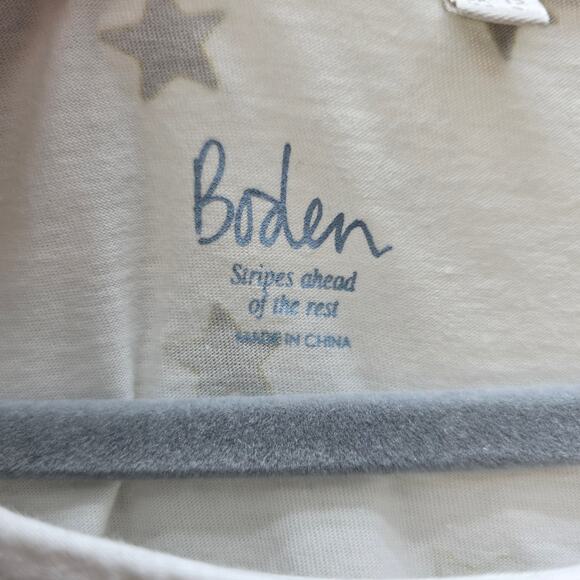 Boden
Stripes ahead
of the rest
MADE IN CHINA